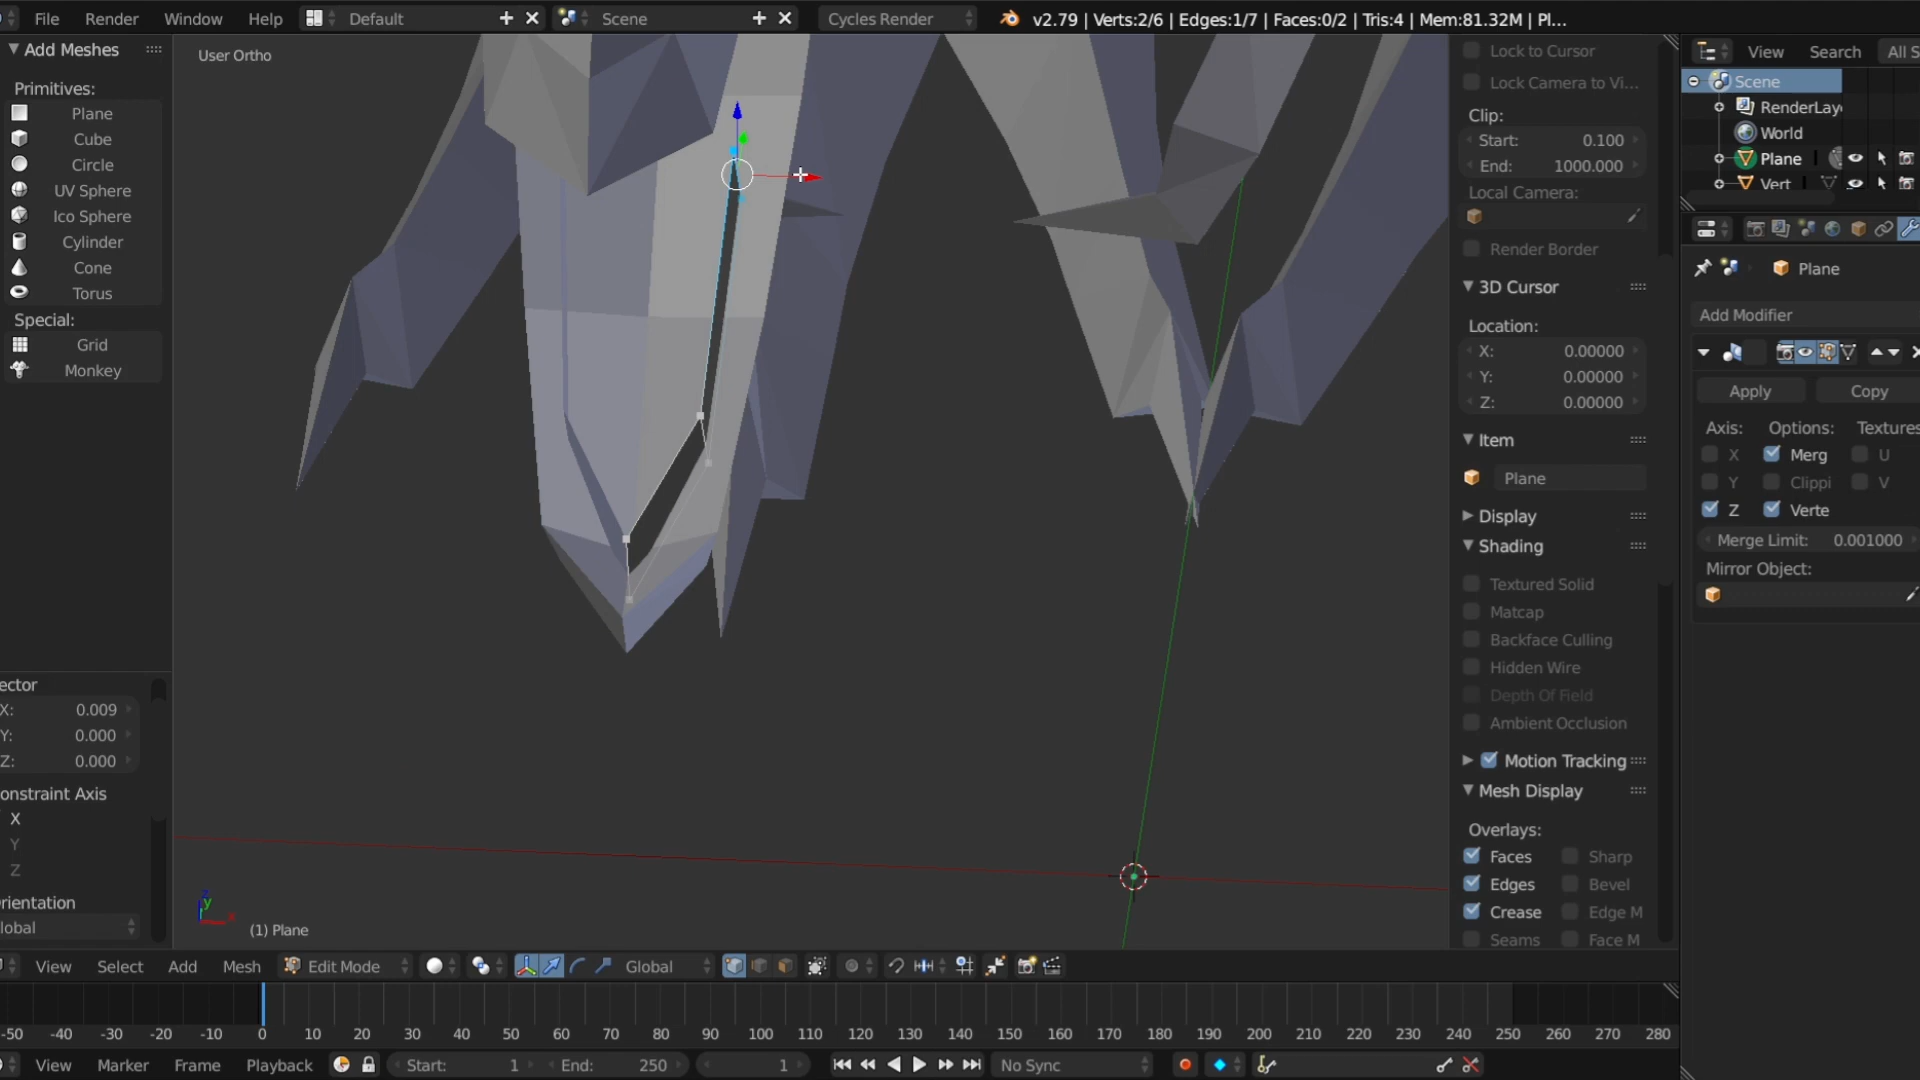 File Render Window Help Default Scene Cycles Render v2.79 | Verts:2/6 | Edges:1/7 | Faces:0/2 | Tris:4 | Mem:81.32M | Pl...
Add Meshes
Primitives:
Plane
Cube
Circle
UV Sphere
Ico Sphere
Cylinder
Cone
Torus
Special:
Grid
Monkey
ector
X: 0.009
Y: 0.000
Z: 0.000
onstraint Axis
X
Y
Z
rientation
lobal
User Ortho
(1) Plane
z
y
x
Lock to Cursor
Lock Camera to Vi...
Clip:
Start: 0.100
End: 1000.000
Local Camera:
Render Border
3D Cursor
Location:
X: 0.00000
Y: 0.00000
Z: 0.00000
Item
Plane
Display
Shading
Textured Solid
Matcap
Backface Culling
Hidden Wire
Depth Of Field
Ambient Occlusion
Motion Tracking
Mesh Display
Overlays:
Faces Sharp
Edges Bevel
Crease Edge M
Seams Face M
View Search All S
Scene
RenderLay
World
Plane
Vert
Plane
Add Modifier
Apply Copy
Axis: Options: Textures
X Merg U
Y Clippi V
Z Verte
Merge Limit: 0.001000
Mirror Object:
View Select Add Mesh Edit Mode Global
-50 -40 -30 -20 -10 0 10 20 30 40 50 60 70 80 90 100 110 120 130 140 150 160 170 180 190 200 210 220 230 240 250 260 270 280
View Marker Frame Playback Start: 1 End: 250 1 No Sync